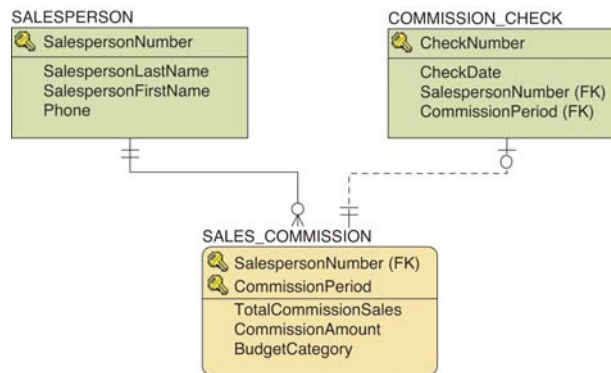 SALESPERSON
SalespersonNumber
SalespersonLastName
SalespersonFirstName
Phone
COMMISSION_CHECK
CheckNumber
CheckDate
SalespersonNumber (FK)
CommissionPeriod (FK)
SALES_COMMISSION
SalespersonNumber (FK)
CommissionPeriod
TotalCommissionSales
CommissionAmount
BudgetCategory